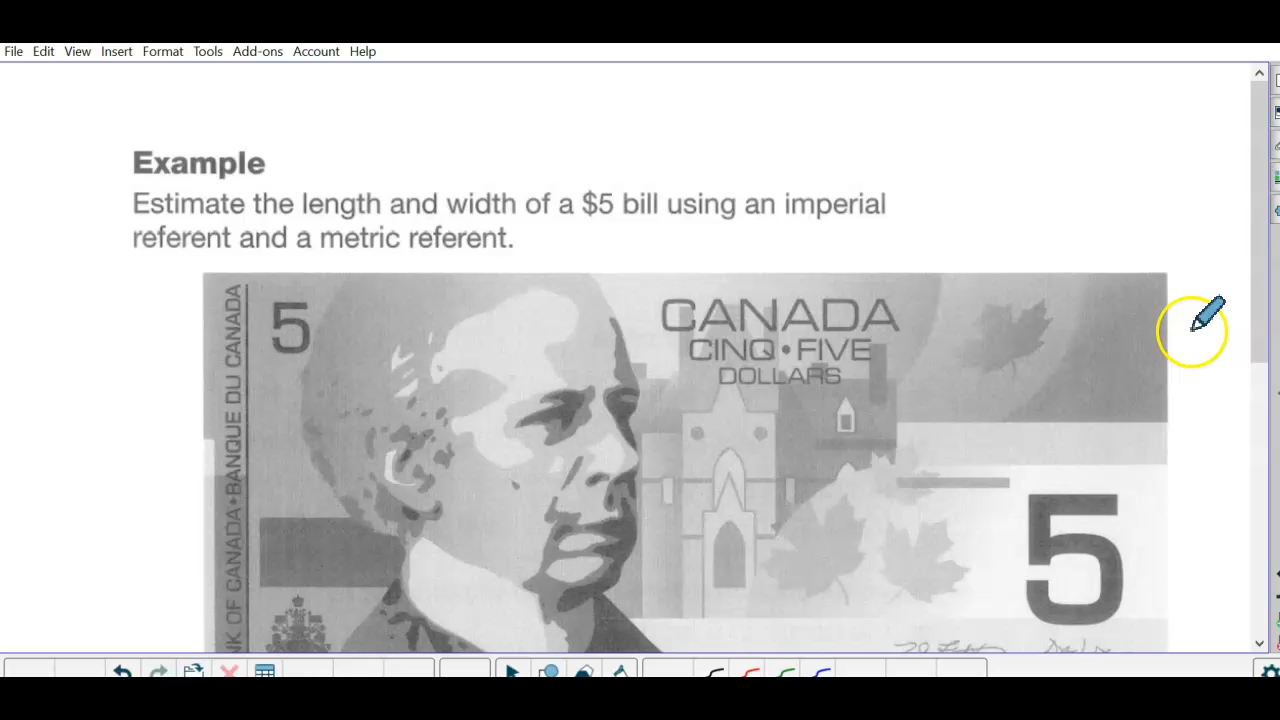 File Edit View Insert Format Tools Add-ons Account Help
Example
Estimate the length and width of a $5 bill using an imperial
referent and a metric referent.
5
CANADA
CINQ • FIVE
DOLLARS
OF CANADA • BANQUE DU CANADA
5